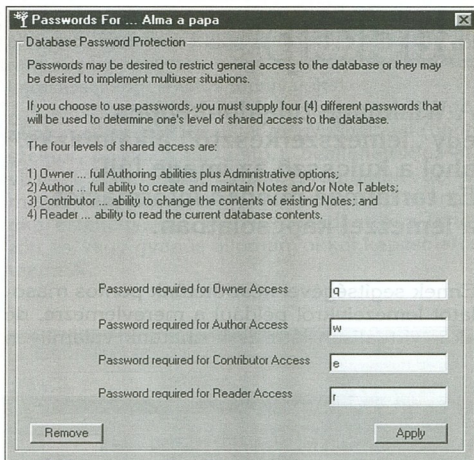 Passwords For ... Alma a papa
Database Password Protection
Passwords may be desired to restrict general access to the database or they may
be desired to implement multiuser situations.
If you choose to use passwords, you must supply four (4) different passwords that
will be used to determine one's level of shared access to the database.
The four levels of shared access are:
1) Owner ... full Authoring abilities plus Administrative options;
2) Author ... full ability to create and maintain Notes and/or Note Tablets;
3) Contributor ... ability to change the contents of existing Notes; and
4) Reader ... ability to read the current database contents.
Password required for Owner Access q
Password required for Author Access w
Password required for Contributor Access e
Password required for Reader Access r
Remove Apply